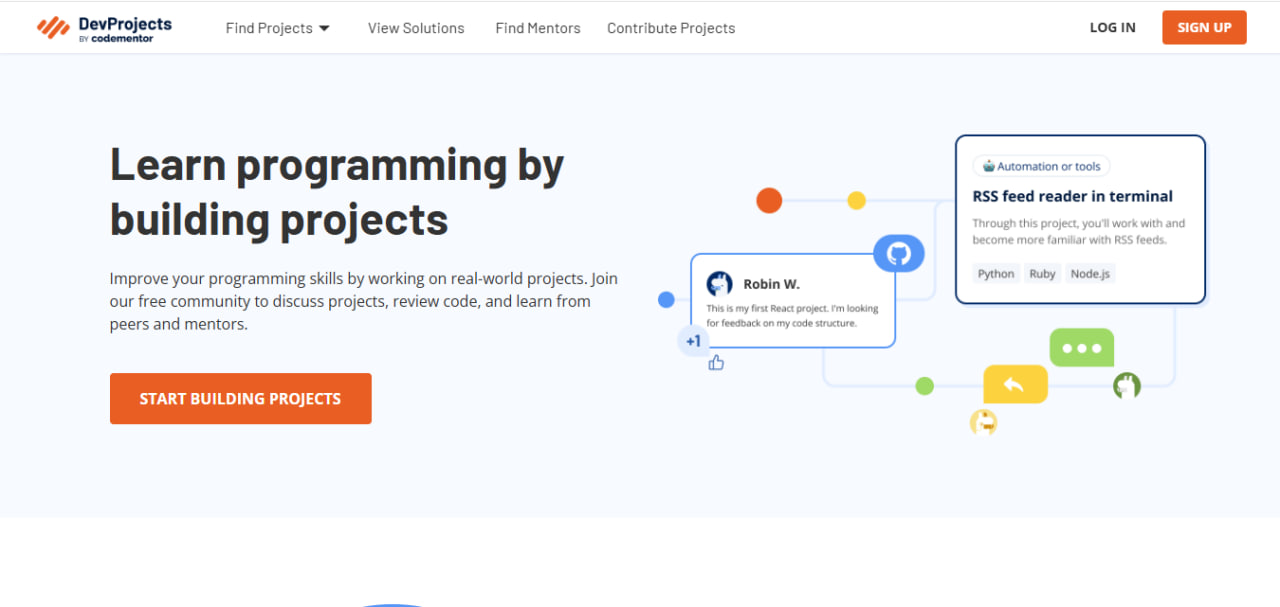 DevProjects
BY codementor
Find Projects
View Solutions
Find Mentors
Contribute Projects
LOG IN
SIGN UP
Learn programming by
building projects
Improve your programming skills by working on real-world projects. Join
our free community to discuss projects, review code, and learn from
peers and mentors.
START BUILDING PROJECTS
Automation or tools
RSS feed reader in terminal
Through this project, you'll work with and
become more familiar with RSS feeds.
Python
Ruby
Node.js
Robin W.
This is my first React project. I'm looking
for feedback on my code structure.
+1